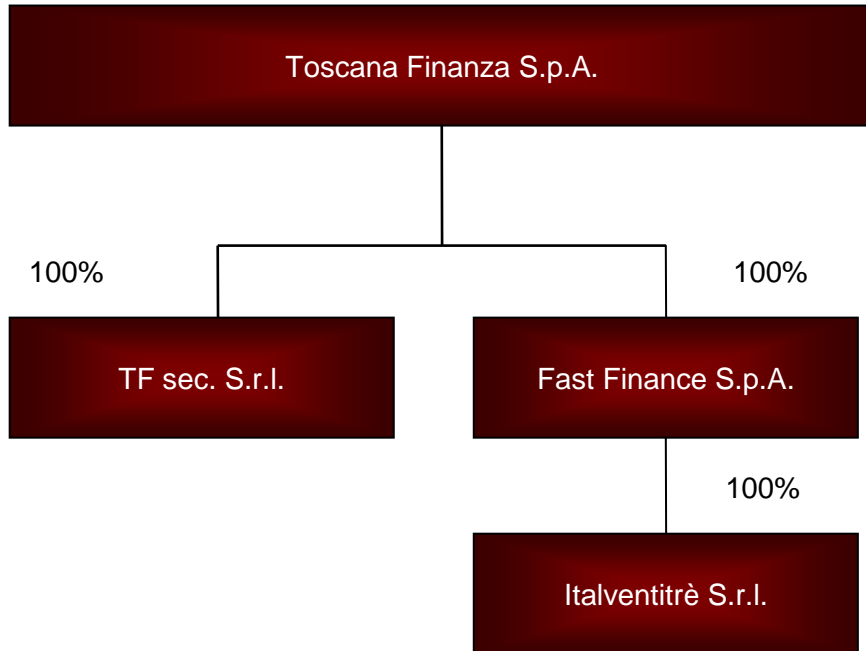 Toscana Finanza S.p.A.
100%
100%
TF sec. S.r.l.
Fast Finance S.p.A.
100%
Italventitrè S.r.l.